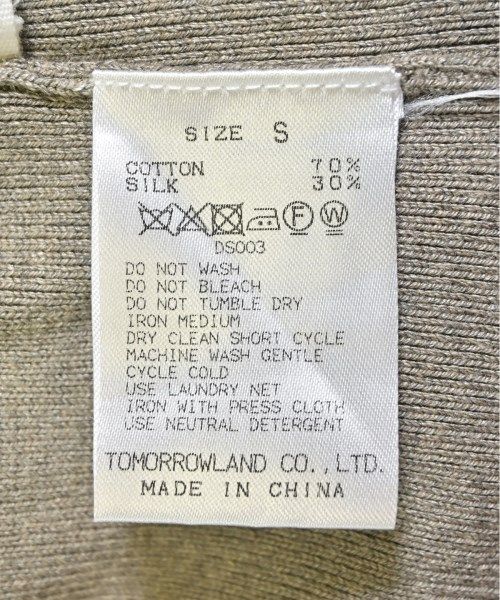 SIZE S
COTTON 70%
SILK 30%
F W
DS003
DO NOT WASH
DO NOT BLEACH
DO NOT TUMBLE DRY
IRON MEDIUM
DRY CLEAN SHORT CYCLE
MACHINE WASH GENTLE
CYCLE COLD
USE LAUNDRY NET
IRON WITH PRESS CLOTH
USE NEUTRAL DETERGENT
TOMORROWLAND CO.,LTD.
MADE IN CHINA